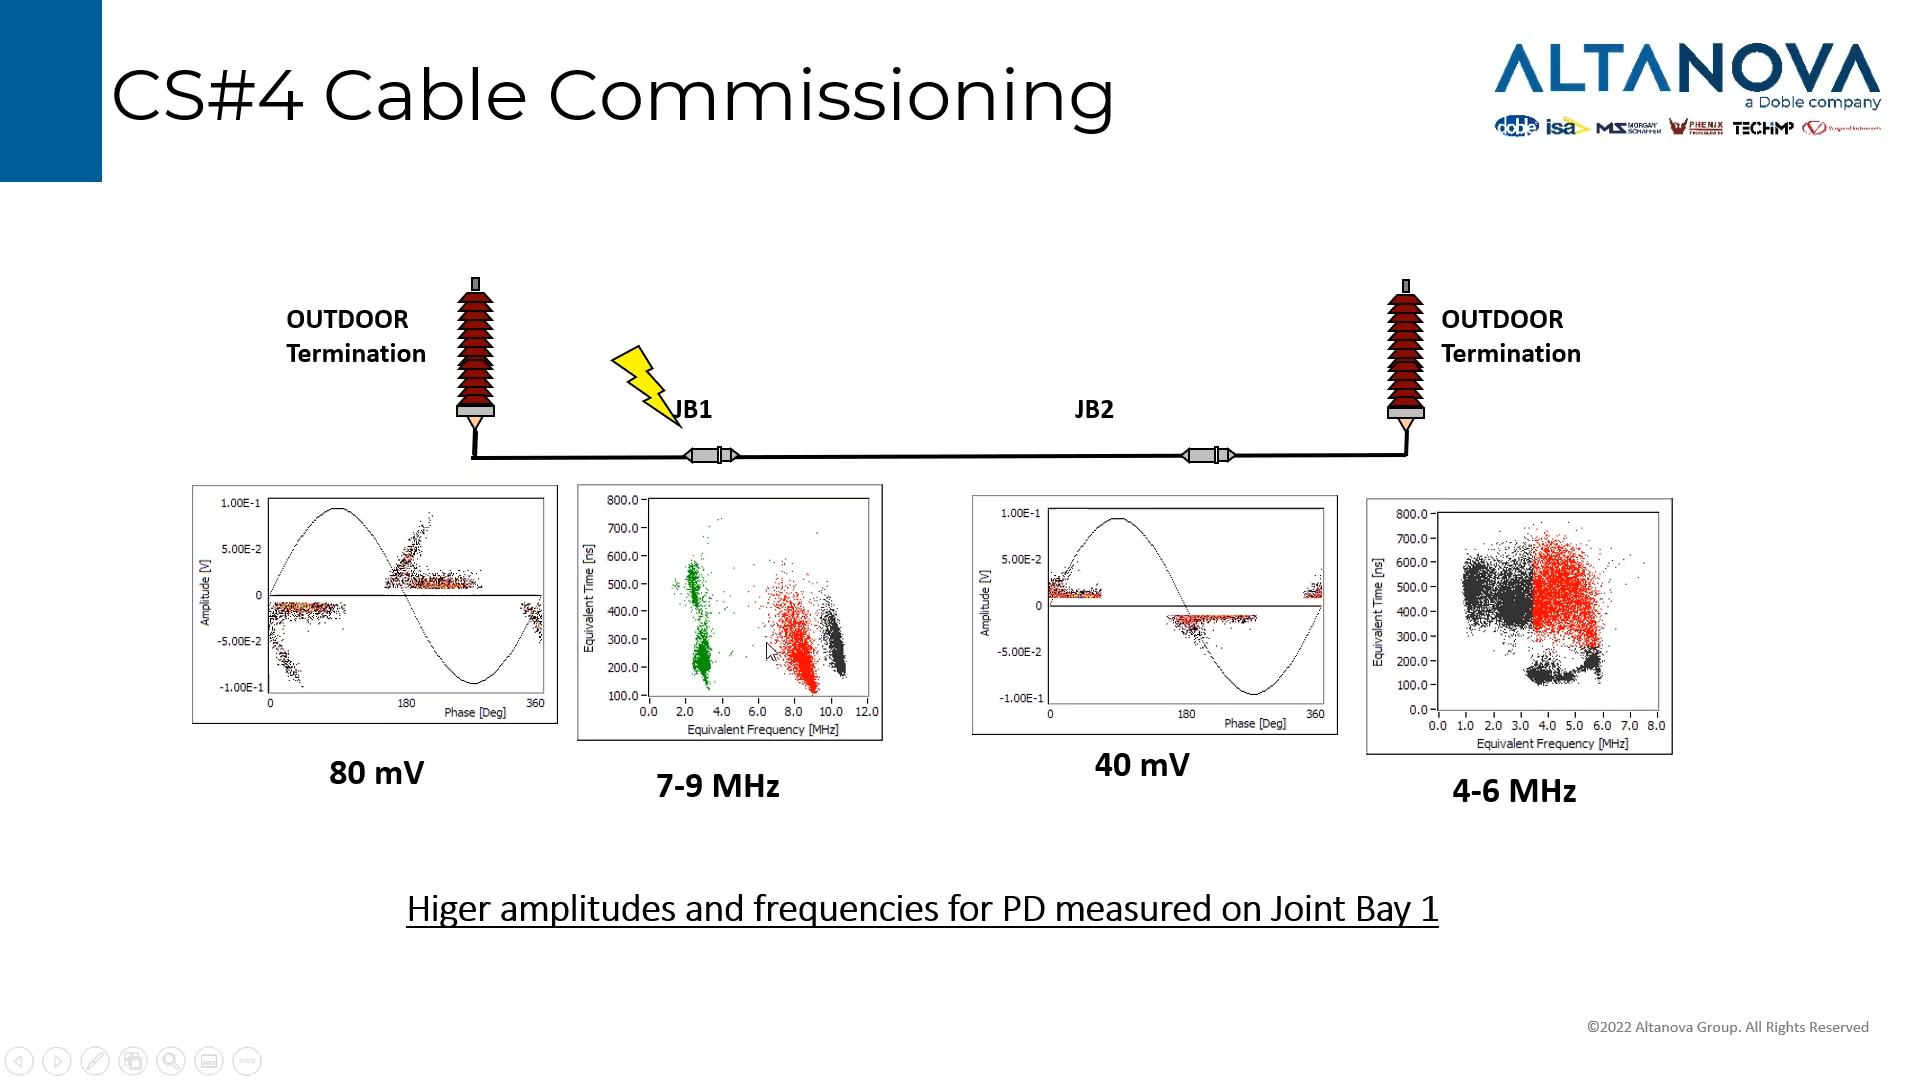 CS#4 Cable Commissioning
ALTANOVA
a Doble company
doble isa MS MORGAN SCHAFFER PHENIX TECHNOLOGIES TECHIMP Vanguard Instruments
OUTDOOR
Termination
JB1
JB2
OUTDOOR
Termination
1.00E-1
5.00E-2
0
-5.00E-2
-1.00E-1
Amplitude [V]
0 180 360
Phase [Deg]
800.0
700.0
600.0
500.0
400.0
300.0
200.0
100.0
Equivalent Time [ns]
0.0 2.0 4.0 6.0 8.0 10.0 12.0
Equivalent Frequency [MHz]
1.00E-1
5.00E-2
0
-5.00E-2
-1.00E-1
Amplitude [V]
0 180 360
Phase [Deg]
800.0
700.0
600.0
500.0
400.0
300.0
200.0
100.0
0.0
Equivalent Time [ns]
0.0 1.0 2.0 3.0 4.0 5.0 6.0 7.0 8.0
Equivalent Frequency [MHz]
80 mV
7-9 MHz
40 mV
4-6 MHz
Higer amplitudes and frequencies for PD measured on Joint Bay 1
©2022 Altanova Group. All Rights Reserved